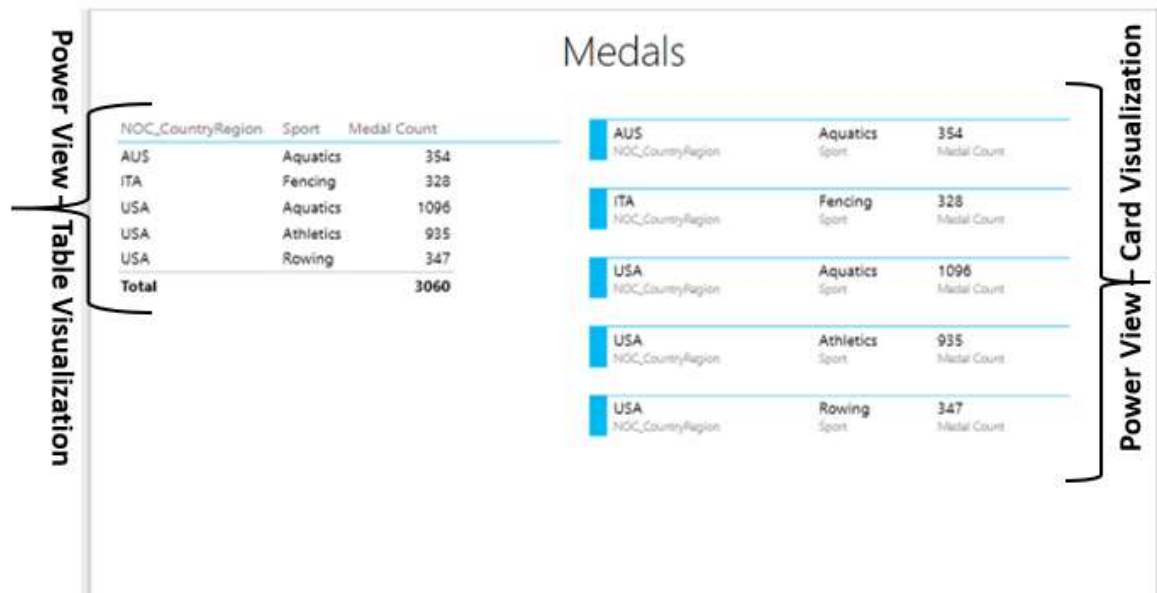 Medals
Power View – Table Visualization
NOC_CountryRegion Sport Medal Count
AUS Aquatics 354
ITA Fencing 328
USA Aquatics 1096
USA Athletics 935
USA Rowing 347
Total 3060
AUS Aquatics 354
NOC_CountryRegion Sport Medal Count
ITA Fencing 328
NOC_CountryRegion Sport Medal Count
USA Aquatics 1096
NOC_CountryRegion Sport Medal Count
USA Athletics 935
NOC_CountryRegion Sport Medal Count
USA Rowing 347
NOC_CountryRegion Sport Medal Count
Power View – Card Visualization